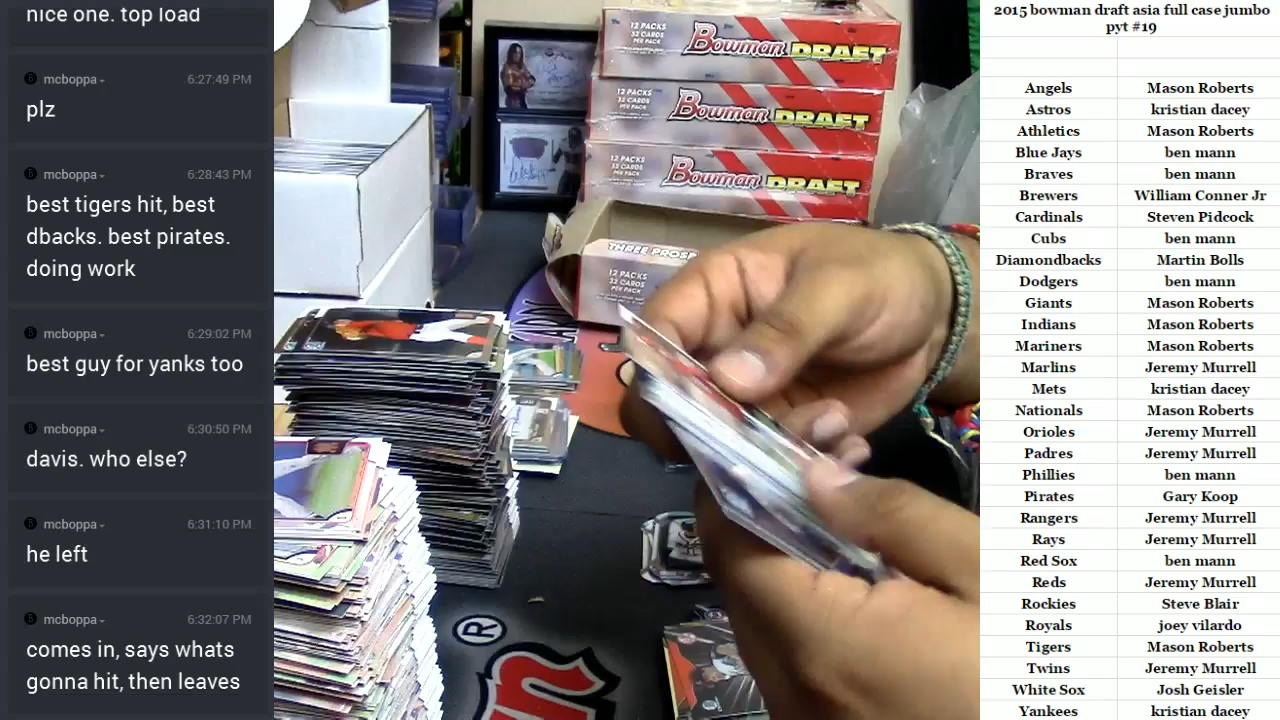 nice one. top load
mcboppa 6:27:49 PM
plz
mcboppa 6:28:43 PM
best tigers hit, best
dbacks. best pirates.
doing work
mcboppa 6:29:02 PM
best guy for yanks too
mcboppa 6:30:50 PM
davis. who else?
mcboppa 6:31:10 PM
he left
mcboppa 6:32:07 PM
comes in, says whats
gonna hit, then leaves
12 PACKS
32 CARDS
PER PACK
Bowman DRAFT
12 PACKS
32 CARDS
PER PACK
Bowman DRAFT
12 PACKS
32 CARDS
PER PACK
Bowman DRAFT
12 PACKS
32 CARDS
PER PACK
®
2015 bowman draft asia full case jumbo
pyt #19
Angels Mason Roberts
Astros kristian dacey
Athletics Mason Roberts
Blue Jays ben mann
Braves ben mann
Brewers William Conner Jr
Cardinals Steven Pidcock
Cubs ben mann
Diamondbacks Martin Bolls
Dodgers ben mann
Giants Mason Roberts
Indians Mason Roberts
Mariners Mason Roberts
Marlins Jeremy Murrell
Mets kristian dacey
Nationals Mason Roberts
Orioles Jeremy Murrell
Padres Jeremy Murrell
Phillies ben mann
Pirates Gary Koop
Rangers Jeremy Murrell
Rays Jeremy Murrell
Red Sox ben mann
Reds Jeremy Murrell
Rockies Steve Blair
Royals joey vilardo
Tigers Mason Roberts
Twins Jeremy Murrell
White Sox Josh Geisler
Yankees kristian dacey